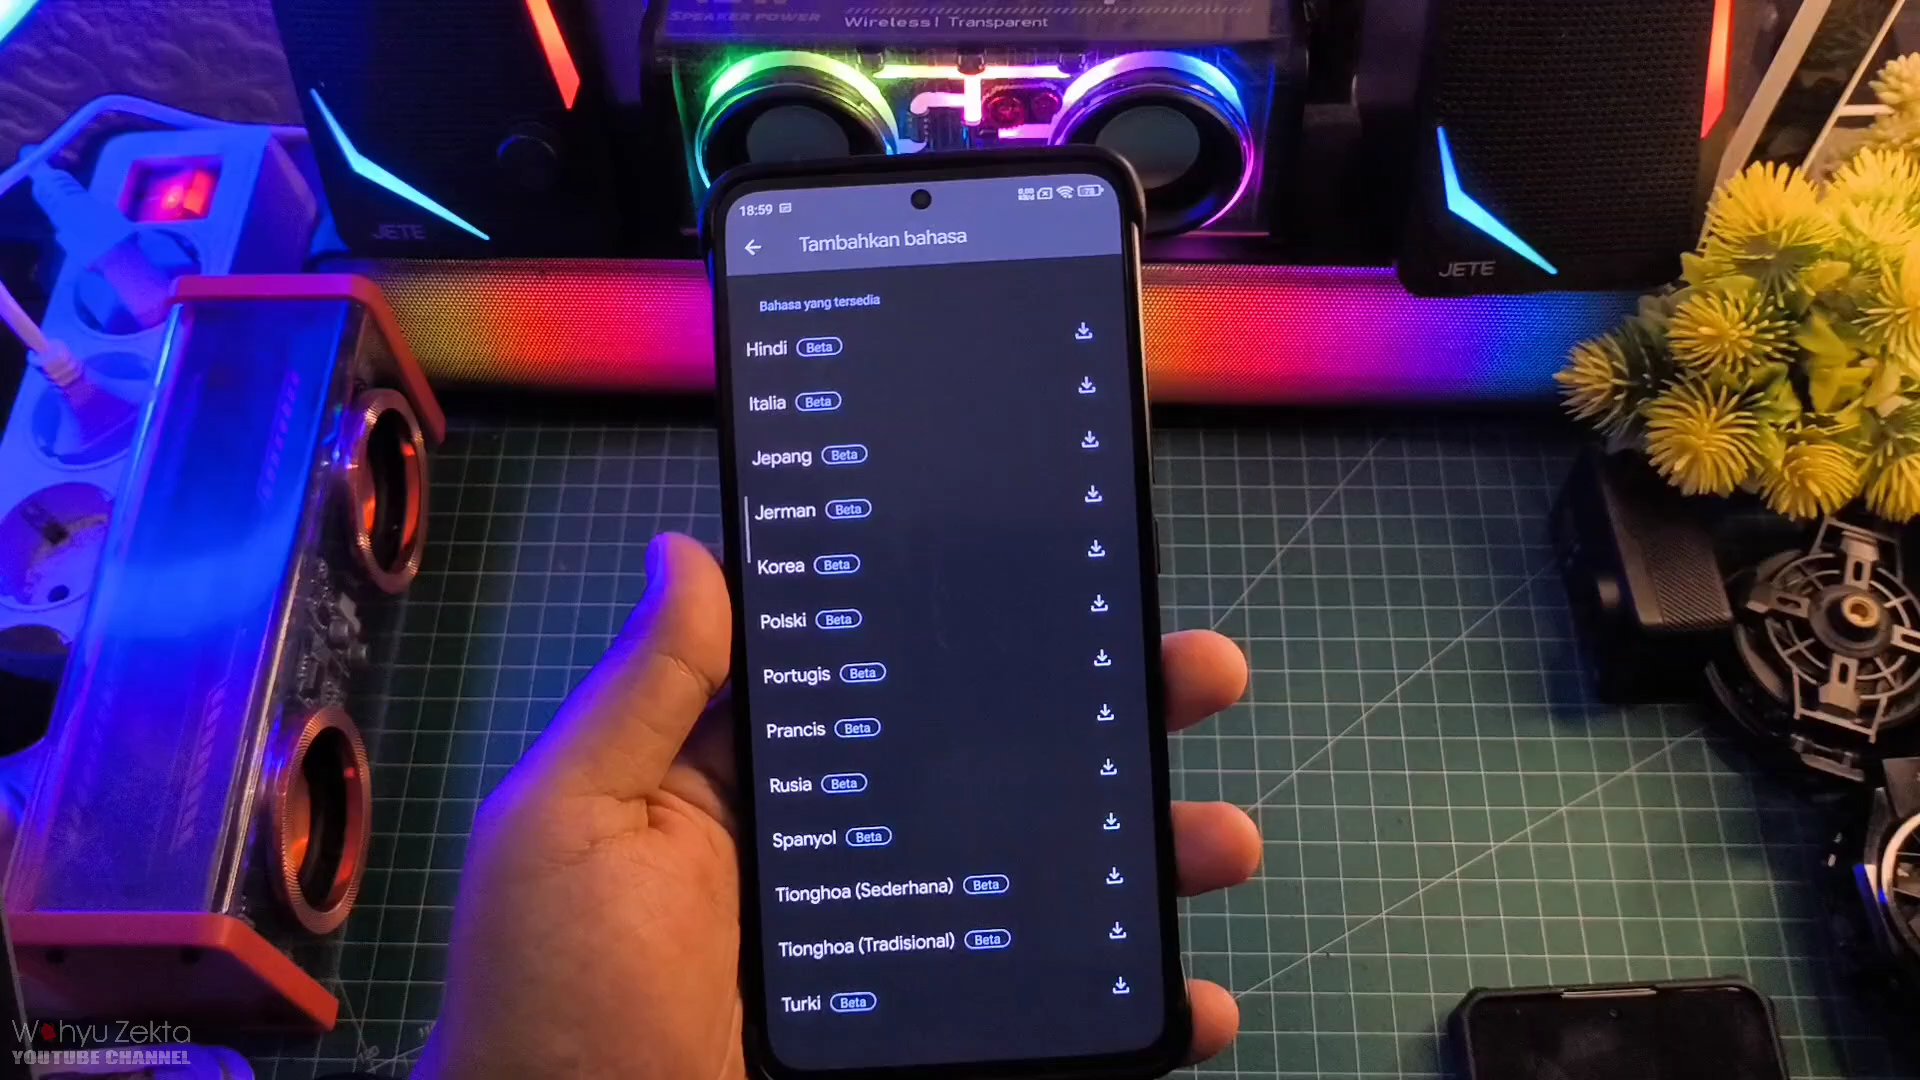 SPEAKER POWER
Wireless | Transparent
JETE
JETE
18:59
Tambahkan bahasa
Bahasa yang tersedia
Hindi Beta
Italia Beta
Jepang Beta
Jerman Beta
Korea Beta
Polski Beta
Portugis Beta
Prancis Beta
Rusia Beta
Spanyol Beta
Tionghoa (Sederhana) Beta
Tionghoa (Tradisional) Beta
Turki Beta
Wahyu Zekta
YOUTUBE CHANNEL